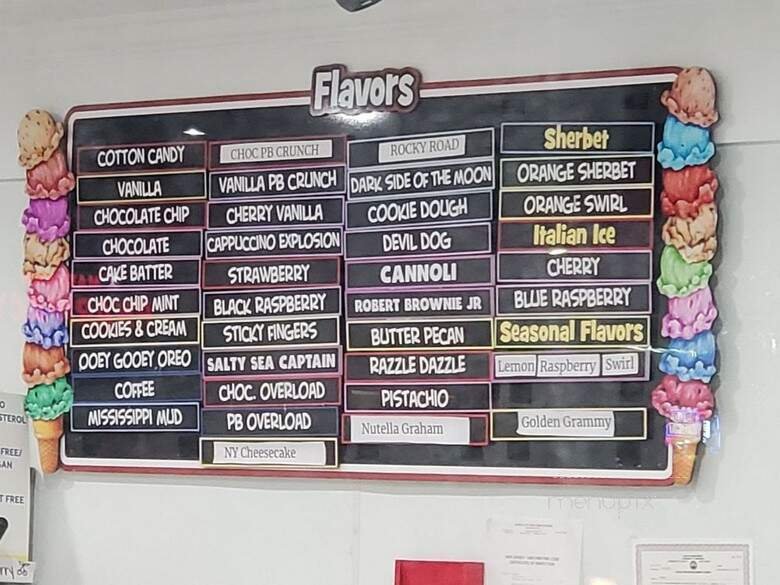 Flavors
COTTON CANDY
VANILLA
CHOCOLATE CHIP
CHOCOLATE
CAKE BATTER
CHOC CHIP MINT
COOKIES & CREAM
OOEY GOOEY OREO
COFFEE
MISSISSIPPI MUD
CHOC PB CRUNCH
VANILLA PB CRUNCH
CHERRY VANILLA
CAPPUCCINO EXPLOSION
STRAWBERRY
BLACK RASPBERRY
STICKY FINGERS
SALTY SEA CAPTAIN
CHOC. OVERLOAD
PB OVERLOAD
NY Cheesecake
ROCKY ROAD
DARK SIDE OF THE MOON
COOKIE DOUGH
DEVIL DOG
CANNOLI
ROBERT BROWNIE JR
BUTTER PECAN
RAZZLE DAZZLE
PISTACHIO
Nutella Graham
Sherbet
ORANGE SHERBET
ORANGE SWIRL
Italian Ice
CHERRY
BLUE RASPBERRY
Seasonal Flavors
Lemon Raspberry Swirl
Golden Grammy
FREE/
T FREE
menupix